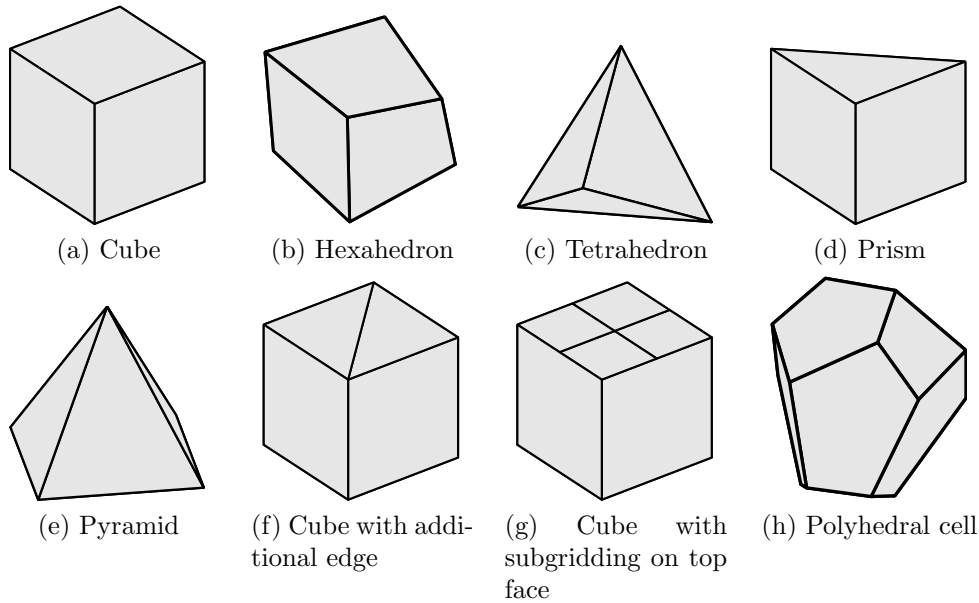 (a) Cube
(b) Hexahedron
(c) Tetrahedron
(d) Prism
(e) Pyramid
(f) Cube with addi-
tional edge
(g) Cube with
subgridding on top
face
(h) Polyhedral cell